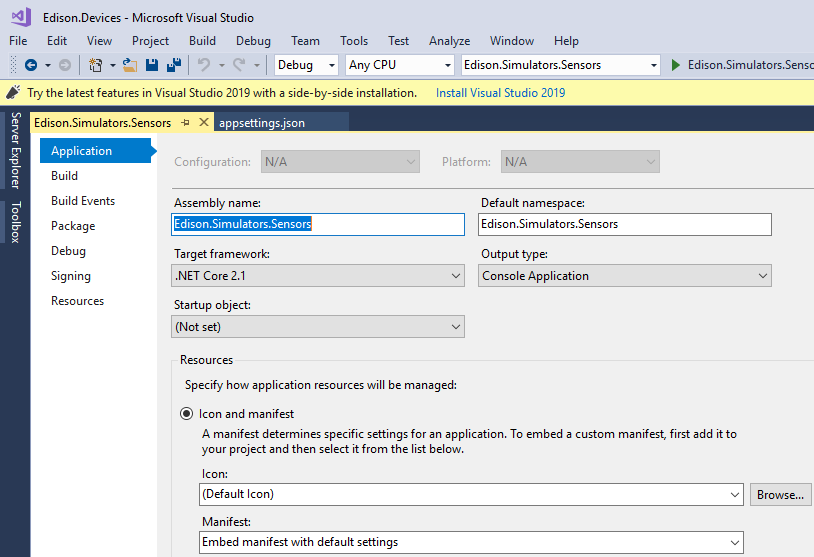 Edison.Devices - Microsoft Visual Studio
File Edit View Project Build Debug Team Tools Test Analyze Window Help
Debug Any CPU Edison.Simulators.Sensors
Try the latest features in Visual Studio 2019 with a side-by-side installation. Install Visual Studio 2019
Edison.Simulators.Sensors appsettings.json
Server Explorer
Toolbox
Application
Build
Build Events
Package
Debug
Signing
Resources
Configuration: N/A Platform: N/A
Assembly name: Default namespace:
Edison.Simulators.Sensors Edison.Simulators.Sensors
Target framework: Output type:
.NET Core 2.1 Console Application
Startup object:
(Not set)
Resources
Specify how application resources will be managed:
Icon and manifest
A manifest determines specific settings for an application. To embed a custom manifest, first add it to
your project and then select it from the list below.
Icon:
(Default Icon) Browse...
Manifest:
Embed manifest with default settings